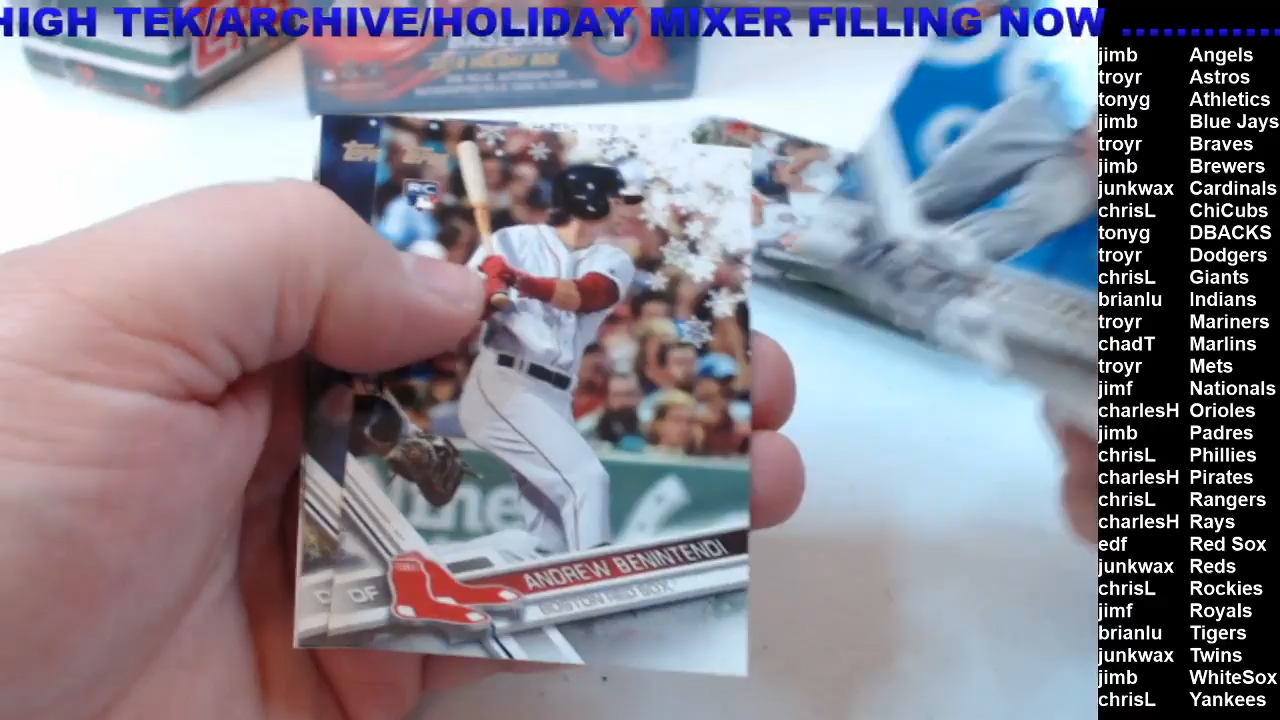 HIGH TEK/ARCHIVE/HOLIDAY MIXER FILLING NOW ............
jimb Angels
troyr Astros
tonyg Athletics
jimb Blue Jays
troyr Braves
jimb Brewers
junkwax Cardinals
chrisL ChiCubs
tonyg DBACKS
troyr Dodgers
chrisL Giants
brianlu Indians
troyr Mariners
chadT Marlins
troyr Mets
jimf Nationals
charlesH Orioles
jimb Padres
chrisL Phillies
charlesH Pirates
chrisL Rangers
charlesH Rays
edf Red Sox
junkwax Reds
chrisL Rockies
jimf Royals
brianlu Tigers
junkwax Twins
jimb WhiteSox
chrisL Yankees
BASEBALL
HOLIDAY BOX
topps topps
RC
OF
ANDREW BENINTENDI
BOSTON RED SOX